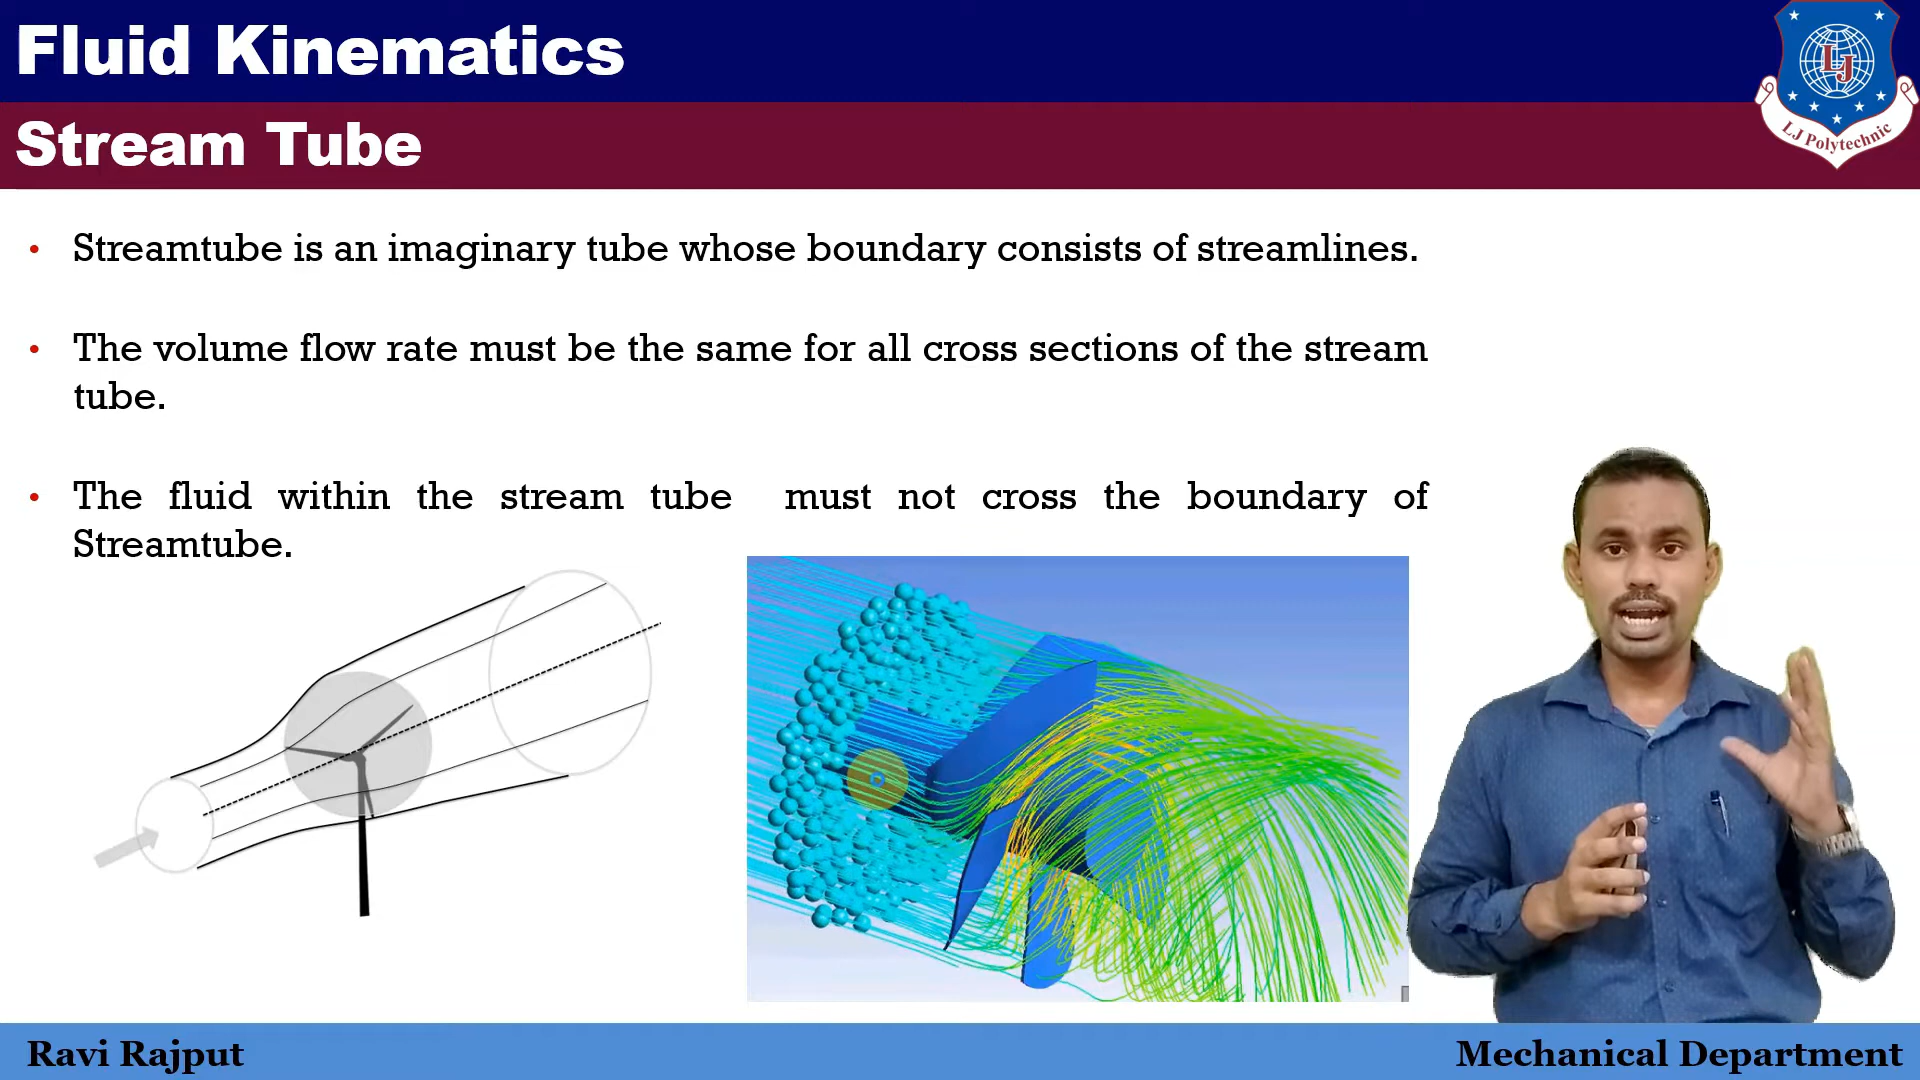 Fluid Kinematics
Stream Tube
LJ
LJ Polytechnic
• Streamtube is an imaginary tube whose boundary consists of streamlines.
• The volume flow rate must be the same for all cross sections of the stream
tube.
• The fluid within the stream tube must not cross the boundary of
Streamtube.
Ravi Rajput
Mechanical Department